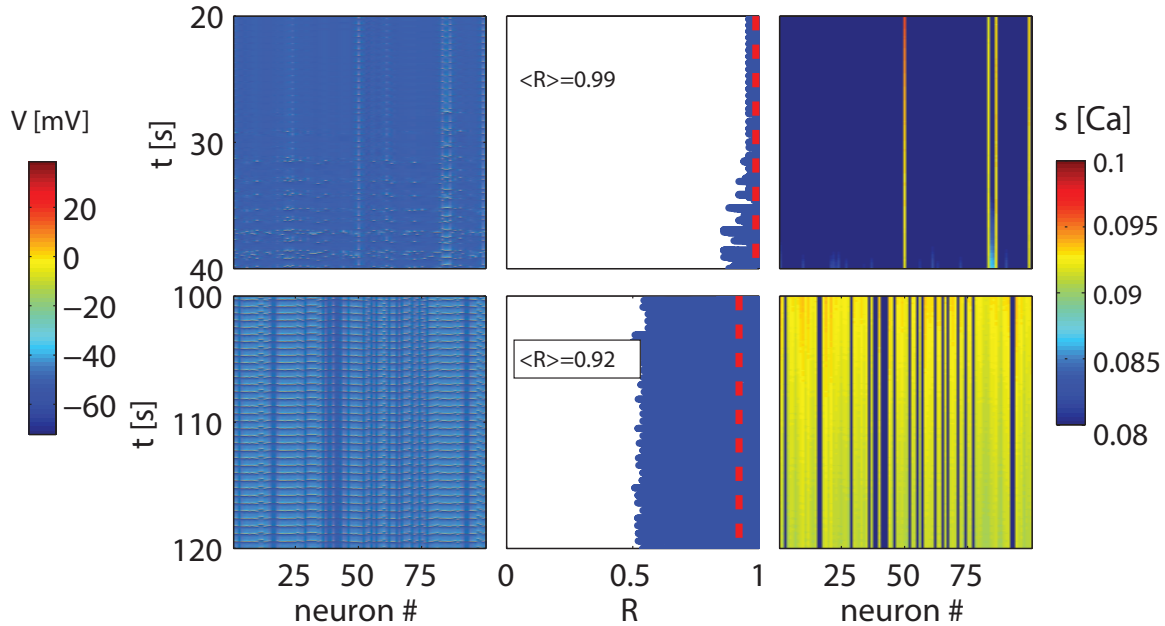 V [mV]
20
0
−20
−40
−60
t [s]
20
30
40
<R>=0.99
s [Ca]
0.1
0.095
0.09
0.085
0.08
t [s]
100
110
120
<R>=0.92
25 50 75
0 0.5 1
25 50 75
neuron #
R
neuron #